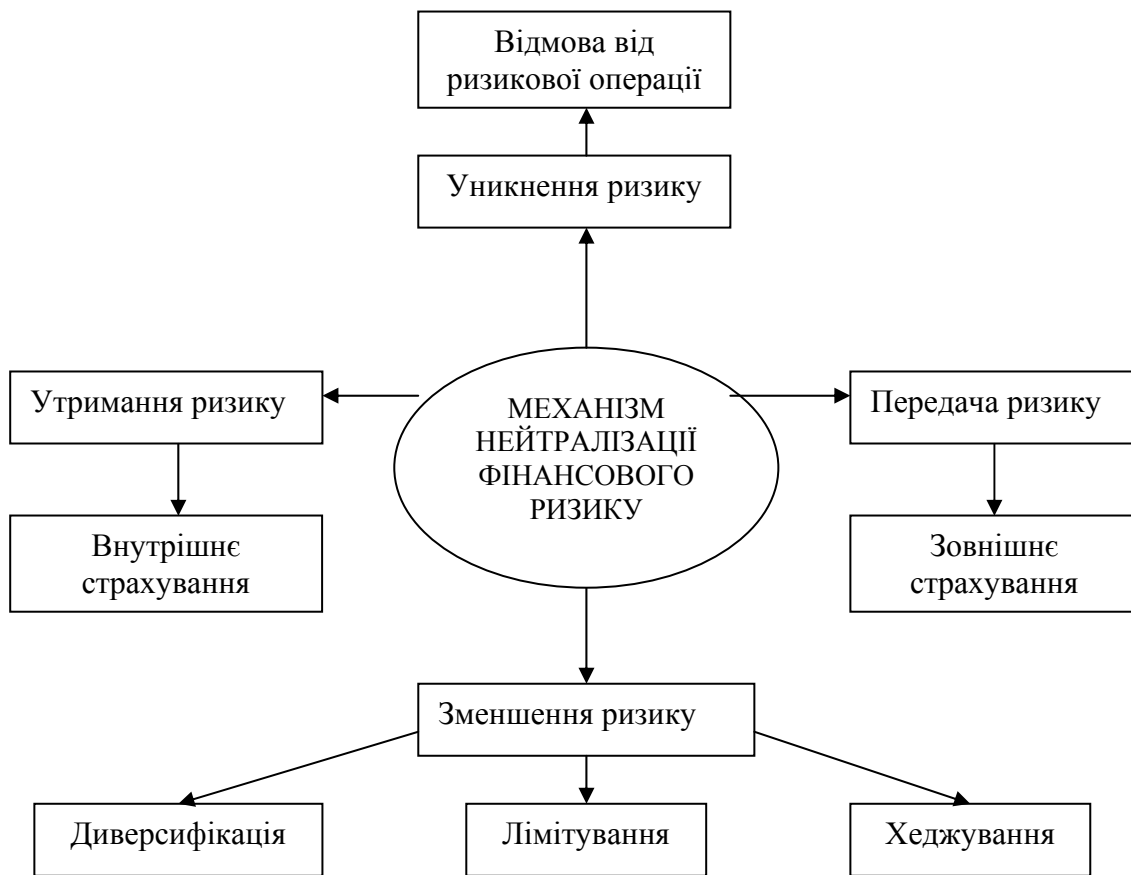 Відмова від
ризикової операції
Уникнення ризику
Утримання ризику
МЕХАНІЗМ
НЕЙТРАЛІЗАЦІЇ
ФІНАНСОВОГО
РИЗИКУ
Передача ризику
Внутрішнє
страхування
Зовнішнє
страхування
Зменшення ризику
Диверсифікація
Лімітування
Хеджування